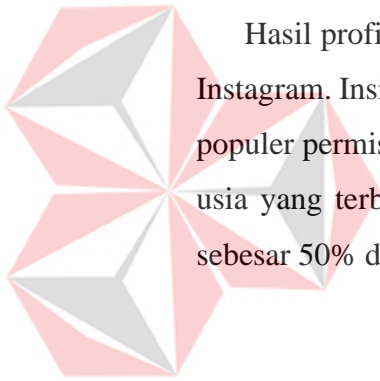 Hasil profi
Instagram. Ins
populer permis
usia yang terb
sebesar 50% d